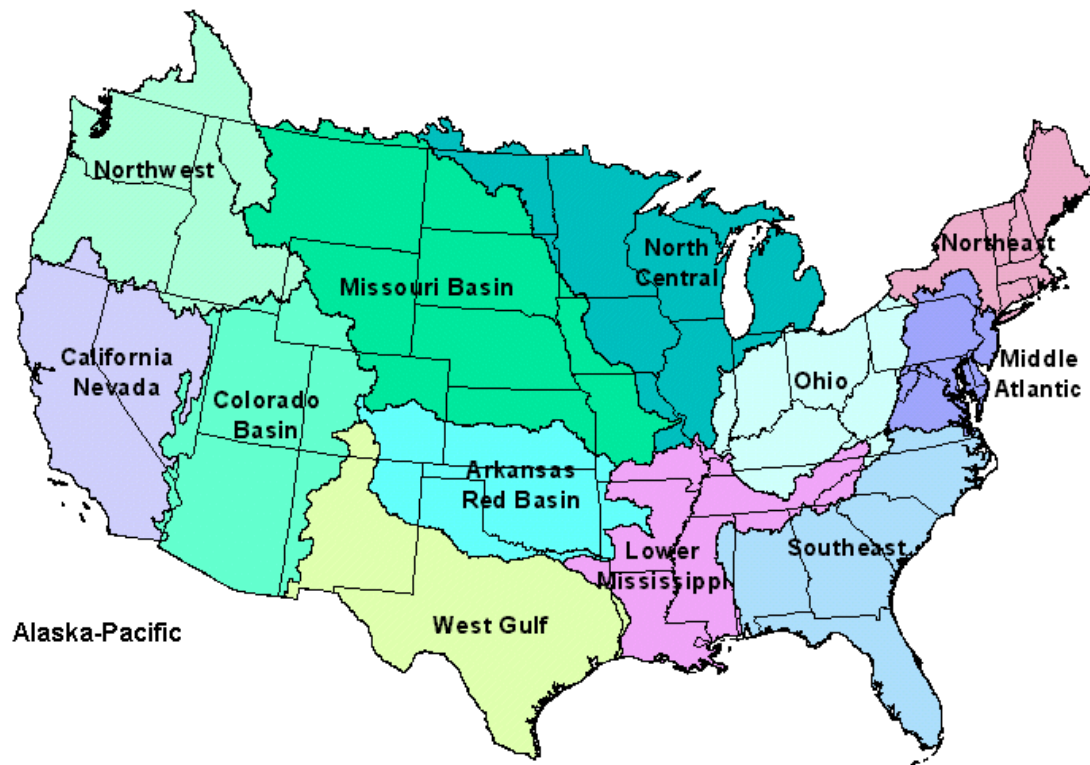 Northwest
Missouri Basin
North
Central
Northeast
California
Nevada
Colorado
Basin
Ohio
Middle
Atlantic
Arkansas
Red Basin
Lower
Mississippi
Southeast
West Gulf
Alaska-Pacific